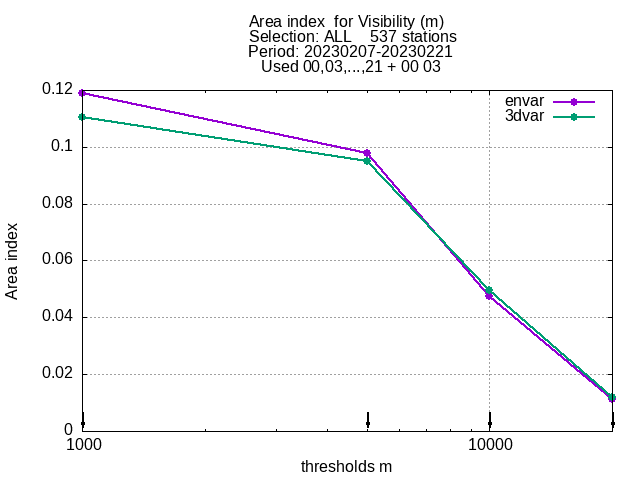 Area index  for Visibility (m)
Selection: ALL    537 stations
Period: 20230207-20230221
Used 00,03,...,21 + 00 03
envar
3dvar
0.12
0.1
0.08
0.06
0.04
0.02
0
Area index
1000
10000
thresholds m